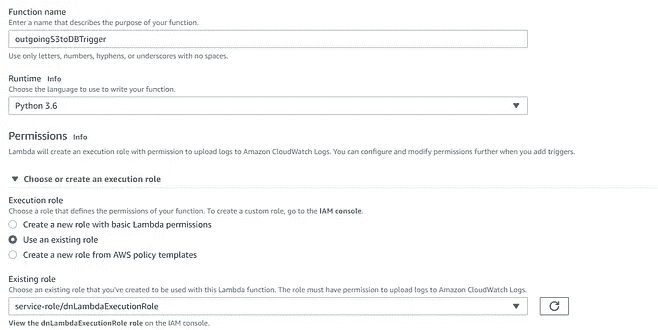 Function name
Enter a name that describes the purpose of your function.
outgoingS3toDBTrigger
Use only letters, numbers, hyphens, or underscores with no spaces.
Runtime Info
Choose the language to use to write your function.
Python 3.6
Permissions Info
Lambda will create an execution role with permission to upload logs to Amazon CloudWatch Logs. You can configure and modify permissions further when you add triggers.
Choose or create an execution role
Execution role
Choose a role that defines the permissions of your function. To create a custom role, go to the IAM console.
Create a new role with basic Lambda permissions
Use an existing role
Create a new role from AWS policy templates
Existing role
Choose an existing role that you've created to be used with this Lambda function. The role must have permission to upload logs to Amazon CloudWatch Logs.
service-role/dnLambdaExecutionRole
View the dnLambdaExecutionRole role on the IAM console.